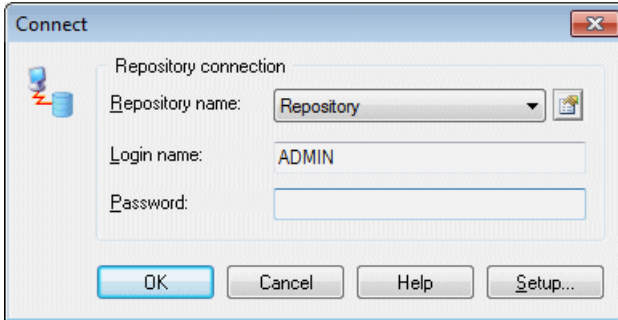 Connect
Repository connection
Repository name: Repository
Login name: ADMIN
Password:
OK Cancel Help Setup...